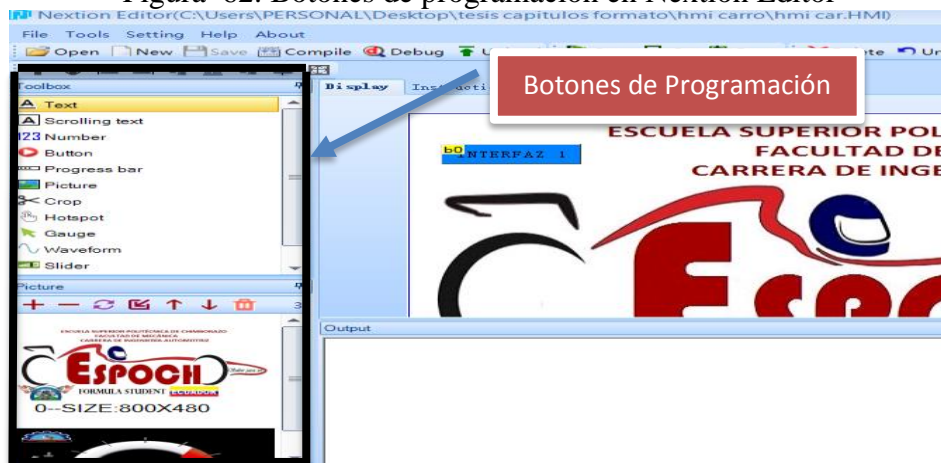 Figura 62. Botones de programación en Nextion Editor
Nextion Editor(C:\Users\PERSONAL\Desktop\tesis capitulos formato\hmi carro\hmi car.HMI)
File Tools Setting Help About
Open New Save Compile Debug
Botones de Programación
Toolbox
Display
Text
Scrolling text
123 Number
Button
Progress bar
Picture
Crop
Hotspot
Gauge
Waveform
Slider
b0
INTERFAZ 1
ESCUELA SUPERIOR POL
FACULTAD DE
CARRERA DE INGE
Espoc
Picture
Output
ESCUELA SUPERIOR POLITÉCNICA DE CHIMBORAZO
FACULTAD DE MECÁNICA
CARRERA DE INGENIERÍA AUTOMOTRIZ
ESPOCH
FORMULA STUDENT
0--SIZE:800X480